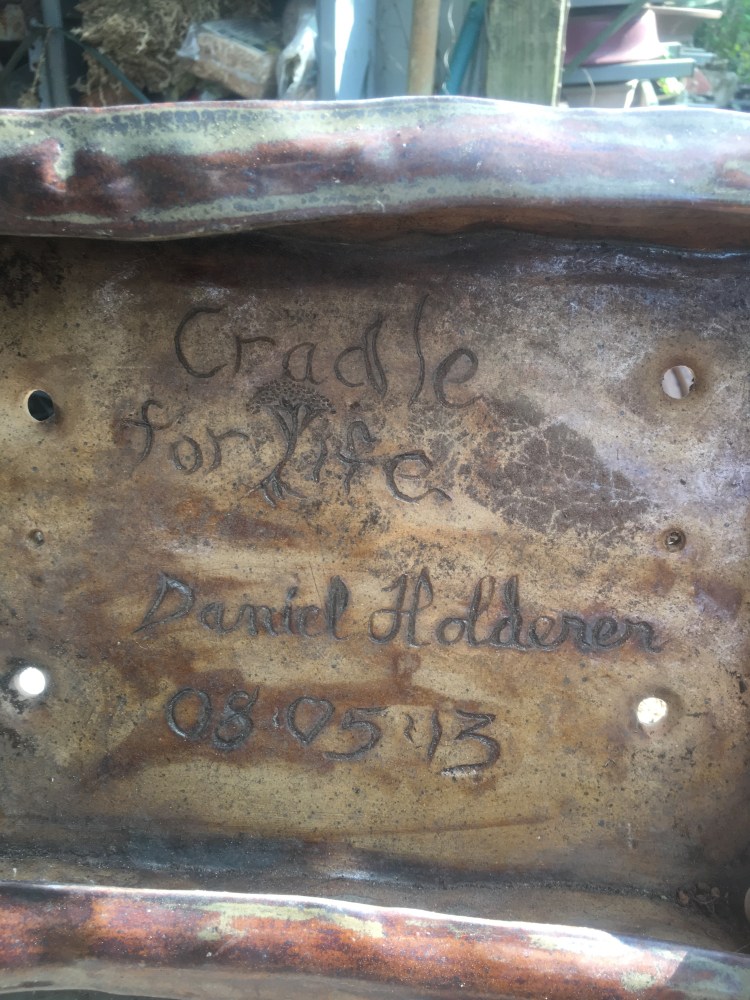 Cradle
for Life
Daniel Holderer
08.05.13